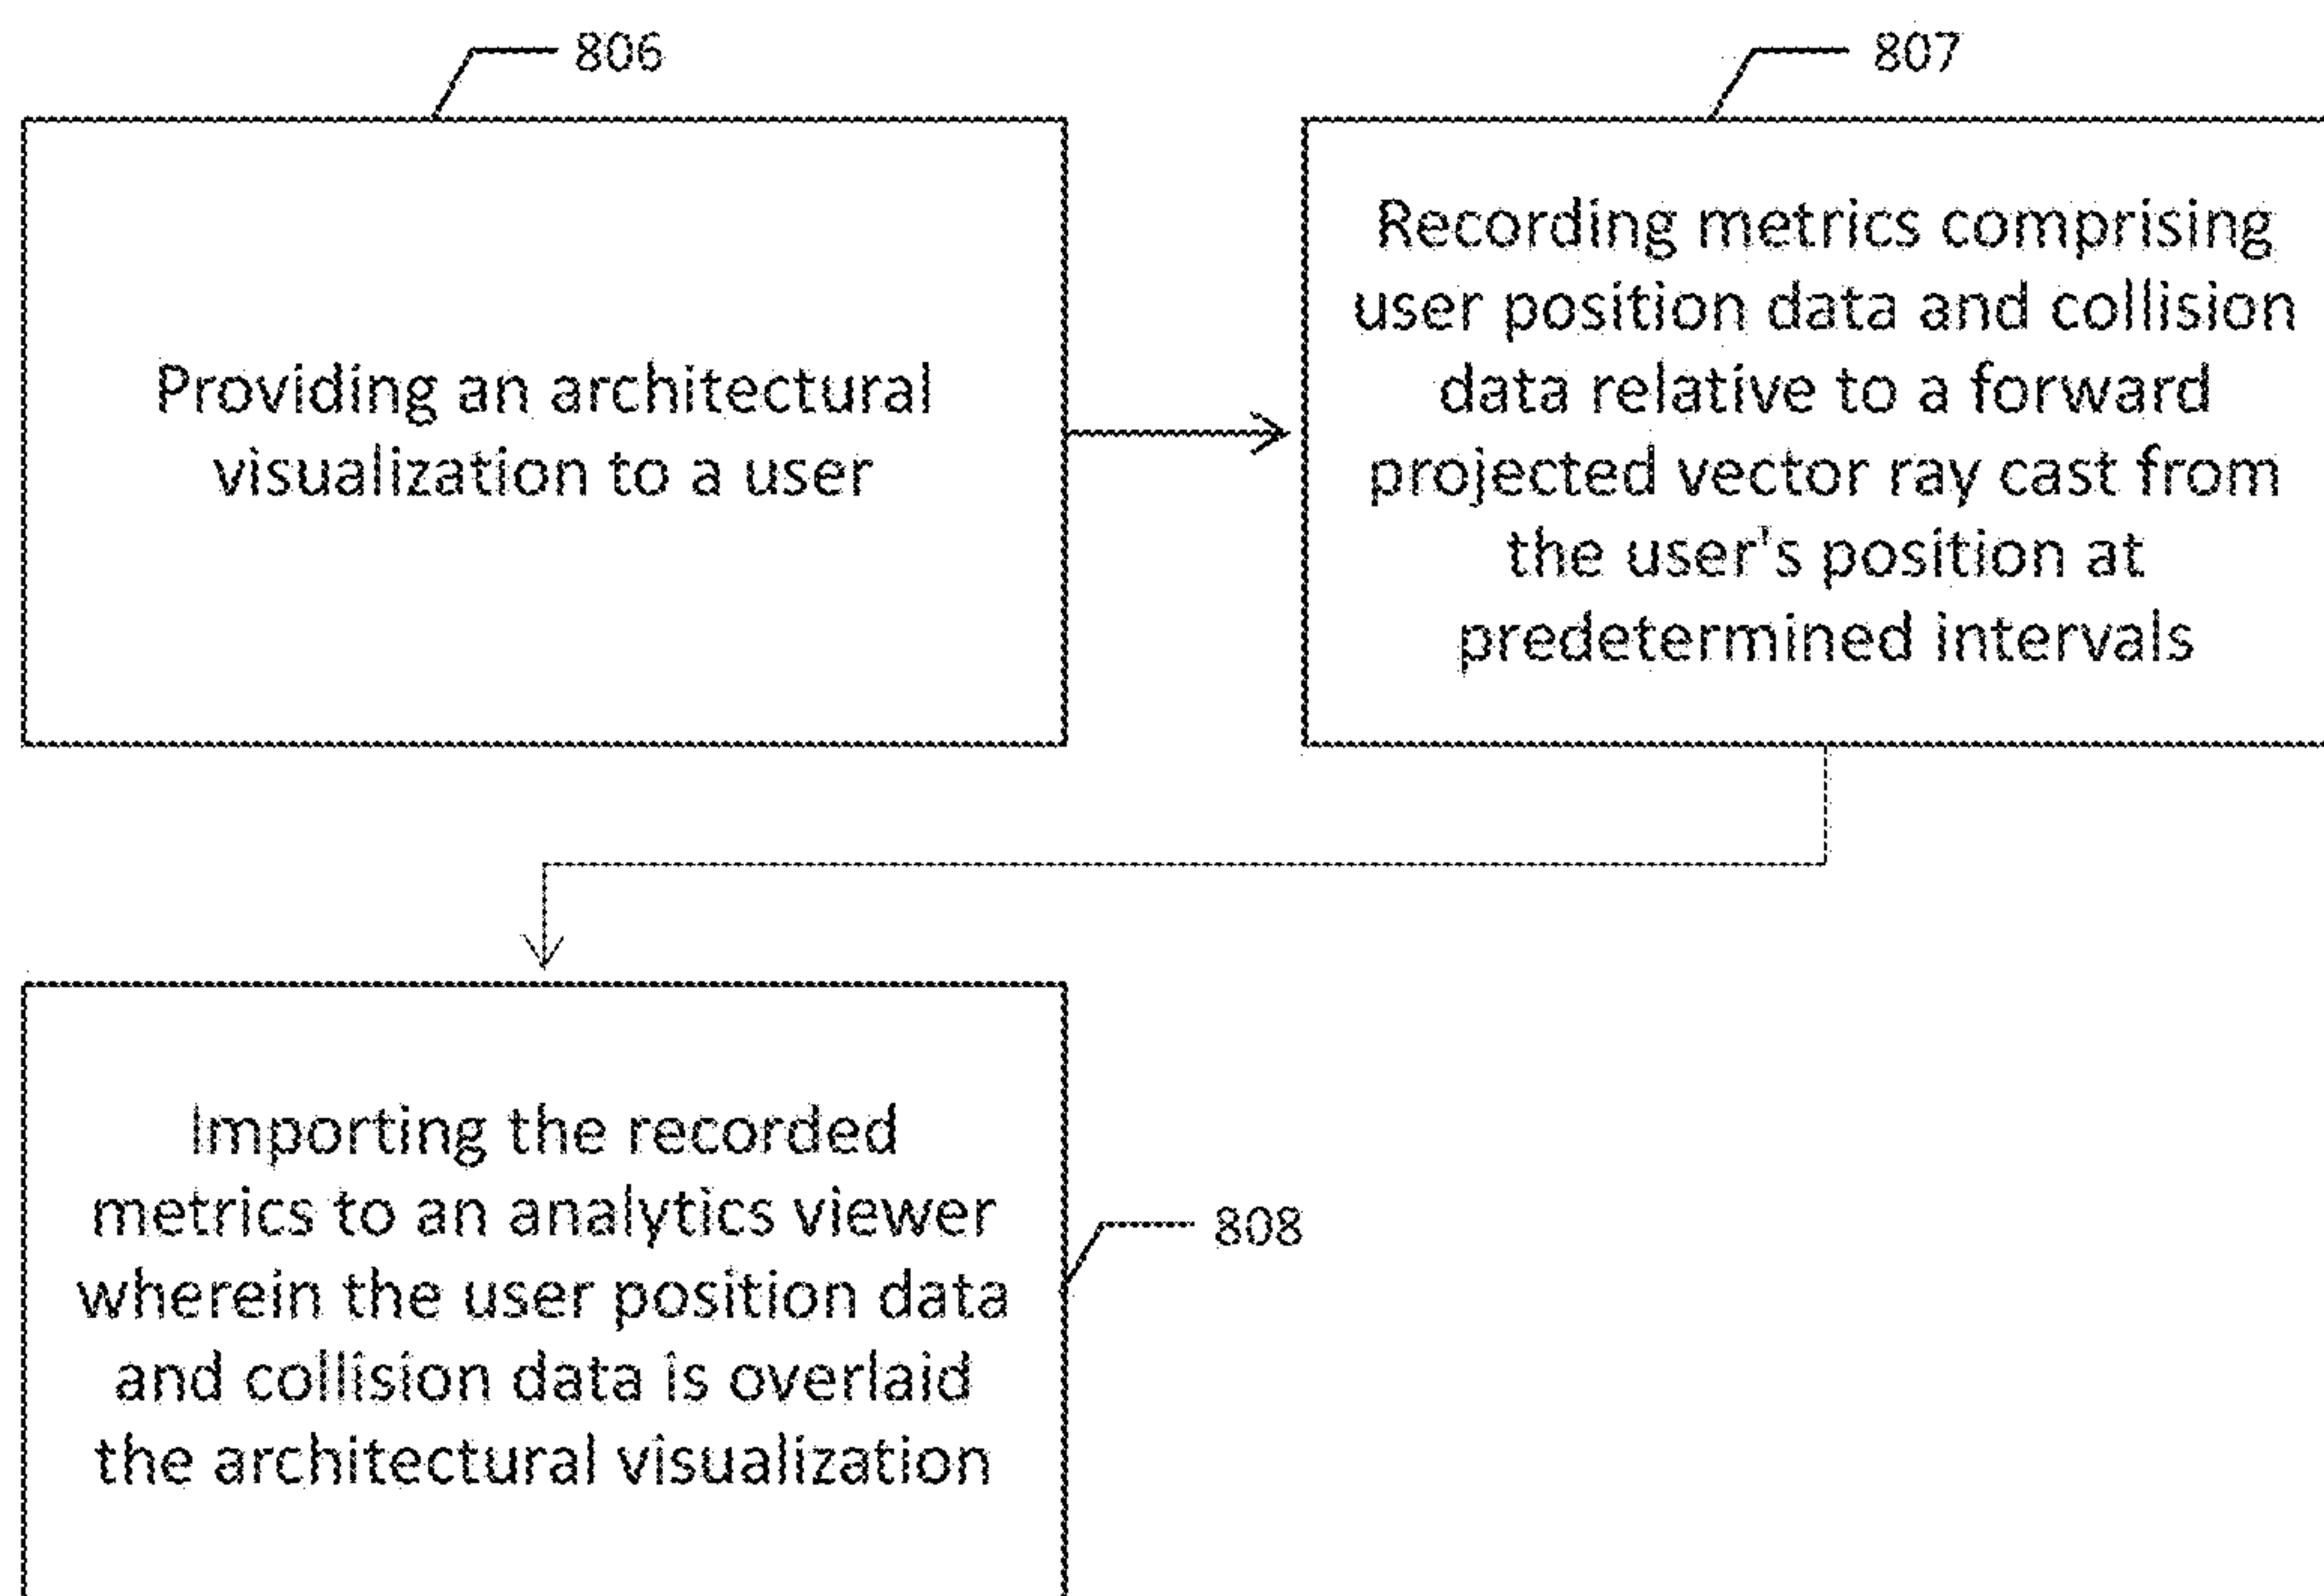 806
Providing an architectural
visualization to a user
807
Recording metrics comprising
user position data and collision
data relative to a forward
projected vector ray cast from
the user's position at
predetermined intervals
Importing the recorded
metrics to an analytics viewer
wherein the user position data
and collision data is overlaid
the architectural visualization
808